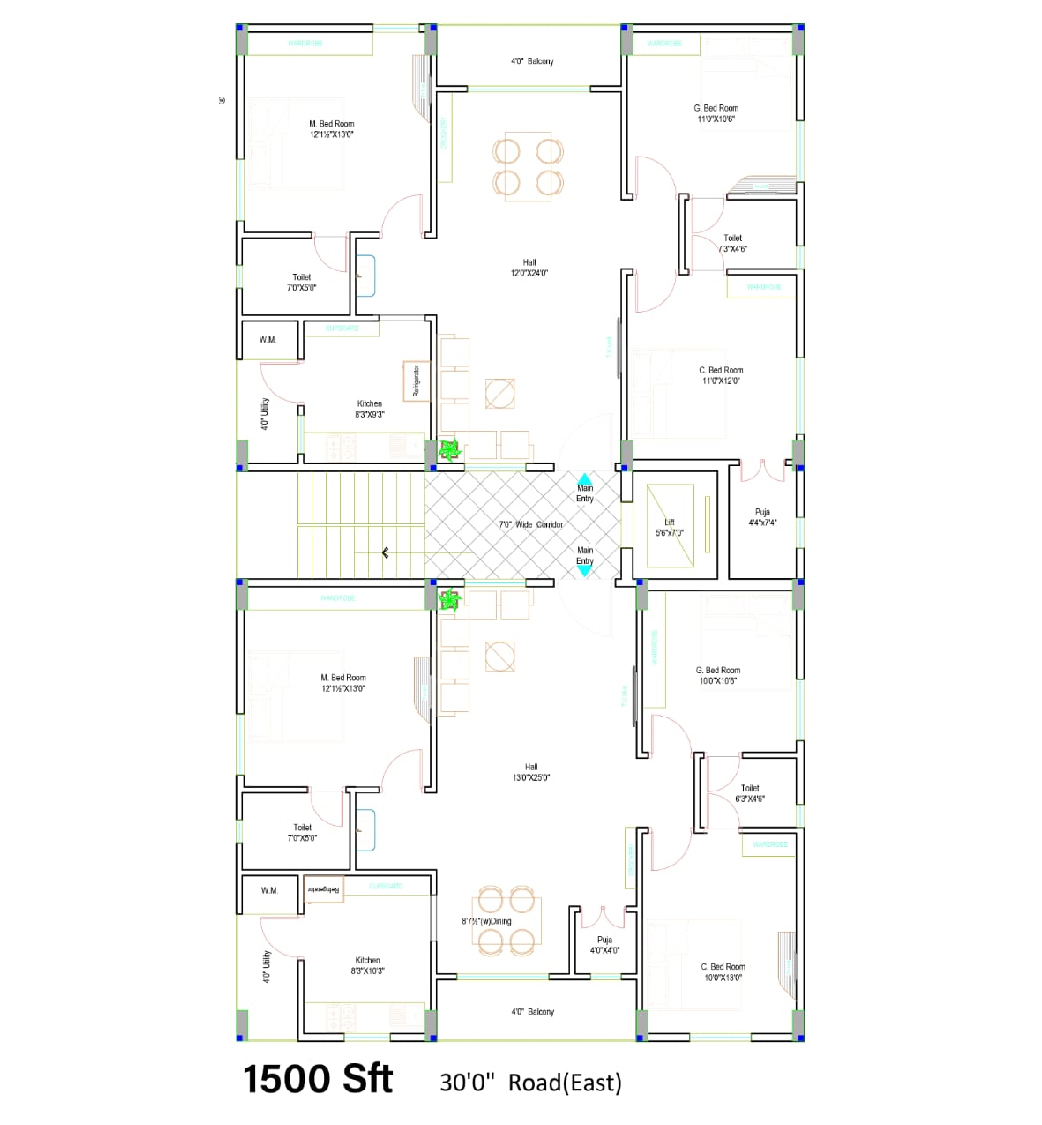 WARDROBE
4'0" Balcony
WARDROBE
M. Bed Room
12'1½"X13'0"
G. Bed Room
11'0"X10'6"
Toilet
7'3"X4'6"
Toilet
7'0"X5'0"
Hall
12'0"X24'0"
WARDROBE
CUPBOARD
W.M.
C. Bed Room
11'0"X12'0"
Refrigerator
Kitchen
8'3"X9'3"
4'0" Utility
Main
Entry
7'0" Wide Corridor
Lift
5'6"x7'0"
Puja
4'4"x7'4"
Main
Entry
WARDROBE
WARDROBE
M. Bed Room
12'1½"X13'0"
G. Bed Room
10'0"X10'6"
Hall
13'0"X25'0"
Toilet
6'3"X4'6"
Toilet
7'0"X5'0"
WARDROBE
W.M.
Refrigerator
CUPBOARD
8'7½"(w)Dining
Puja
4'0"X4'0"
4'0" Utility
Kitchen
8'3"X10'3"
C. Bed Room
10'0"X13'0"
4'0" Balcony
1500 Sft
30'0" Road(East)